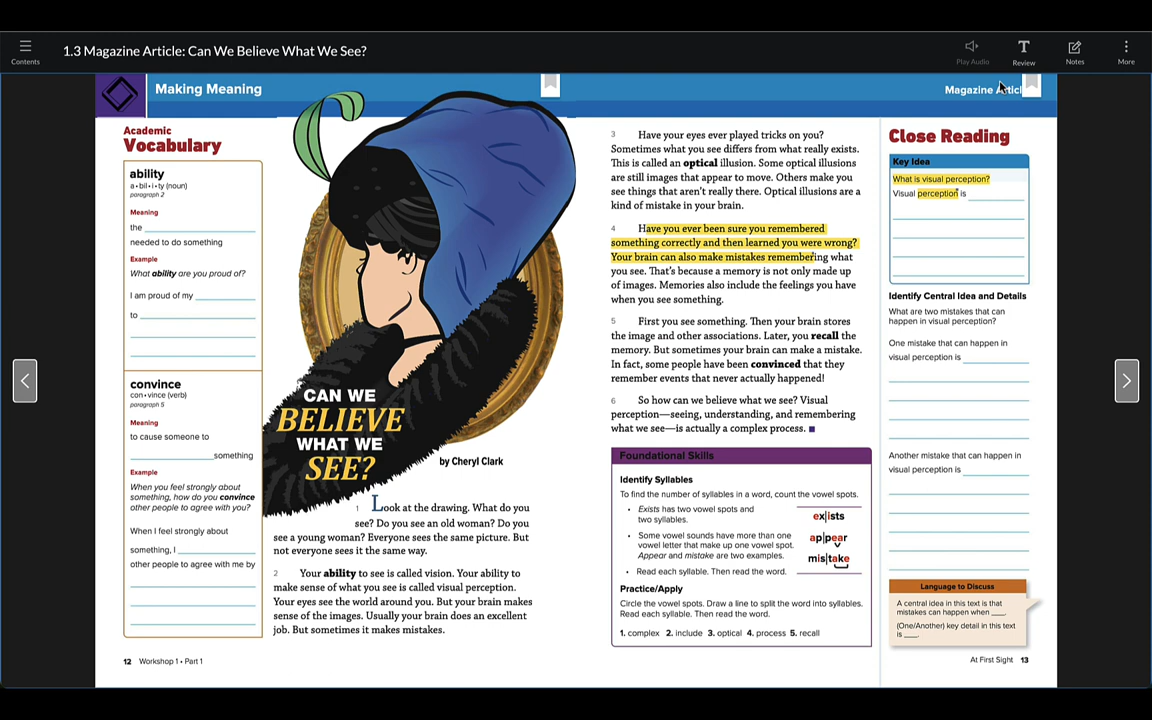 Contents
1.3 Magazine Article: Can We Believe What We See?
Play Audio
Review
Notes
More
Making Meaning
Magazine Articl
Academic
Vocabulary
ability
a•bil•i•ty (noun)
paragraph 2
Meaning
the
needed to do something
Example
What ability are you proud of?
I am proud of my
to
convince
con•vince (verb)
paragraph 5
Meaning
to cause someone to
something
Example
When you feel strongly about
something, how do you convince
other people to agree with you?
When I feel strongly about
something, I
other people to agree with me by
CAN WE
BELIEVE
WHAT WE
SEE?
by Cheryl Clark
1 Look at the drawing. What do you
see? Do you see an old woman? Do you
see a young woman? Everyone sees the same picture. But
not everyone sees it the same way.
2 Your ability to see is called vision. Your ability to
make sense of what you see is called visual perception.
Your eyes see the world around you. But your brain makes
sense of the images. Usually your brain does an excellent
job. But sometimes it makes mistakes.
12 Workshop 1 • Part 1
3 Have your eyes ever played tricks on you?
Sometimes what you see differs from what really exists.
This is called an optical illusion. Some optical illusions
are still images that appear to move. Others make you
see things that aren't really there. Optical illusions are a
kind of mistake in your brain.
4 Have you ever been sure you remembered
something correctly and then learned you were wrong?
Your brain can also make mistakes remembering what
you see. That's because a memory is not only made up
of images. Memories also include the feelings you have
when you see something.
5 First you see something. Then your brain stores
the image and other associations. Later, you recall the
memory. But sometimes your brain can make a mistake.
In fact, some people have been convinced that they
remember events that never actually happened!
6 So how can we believe what we see? Visual
perception—seeing, understanding, and remembering
what we see—is actually a complex process. ■
Foundational Skills
Identify Syllables
To find the number of syllables in a word, count the vowel spots.
• Exists has two vowel spots and
two syllables.
• Some vowel sounds have more than one
vowel letter that make up one vowel spot.
Appear and mistake are two examples.
• Read each syllable. Then read the word.
ex|ists
ap|pear
mis|take
Practice/Apply
Circle the vowel spots. Draw a line to split the word into syllables.
Read each syllable. Then read the word.
1. complex 2. include 3. optical 4. process 5. recall
Close Reading
Key Idea
What is visual perception?
Visual perception is
Identify Central Idea and Details
What are two mistakes that can
happen in visual perception?
One mistake that can happen in
visual perception is
Another mistake that can happen in
visual perception is
Language to Discuss
A central idea in this text is that
mistakes can happen when ____.
(One/Another) key detail in this text
is ____.
At First Sight 13